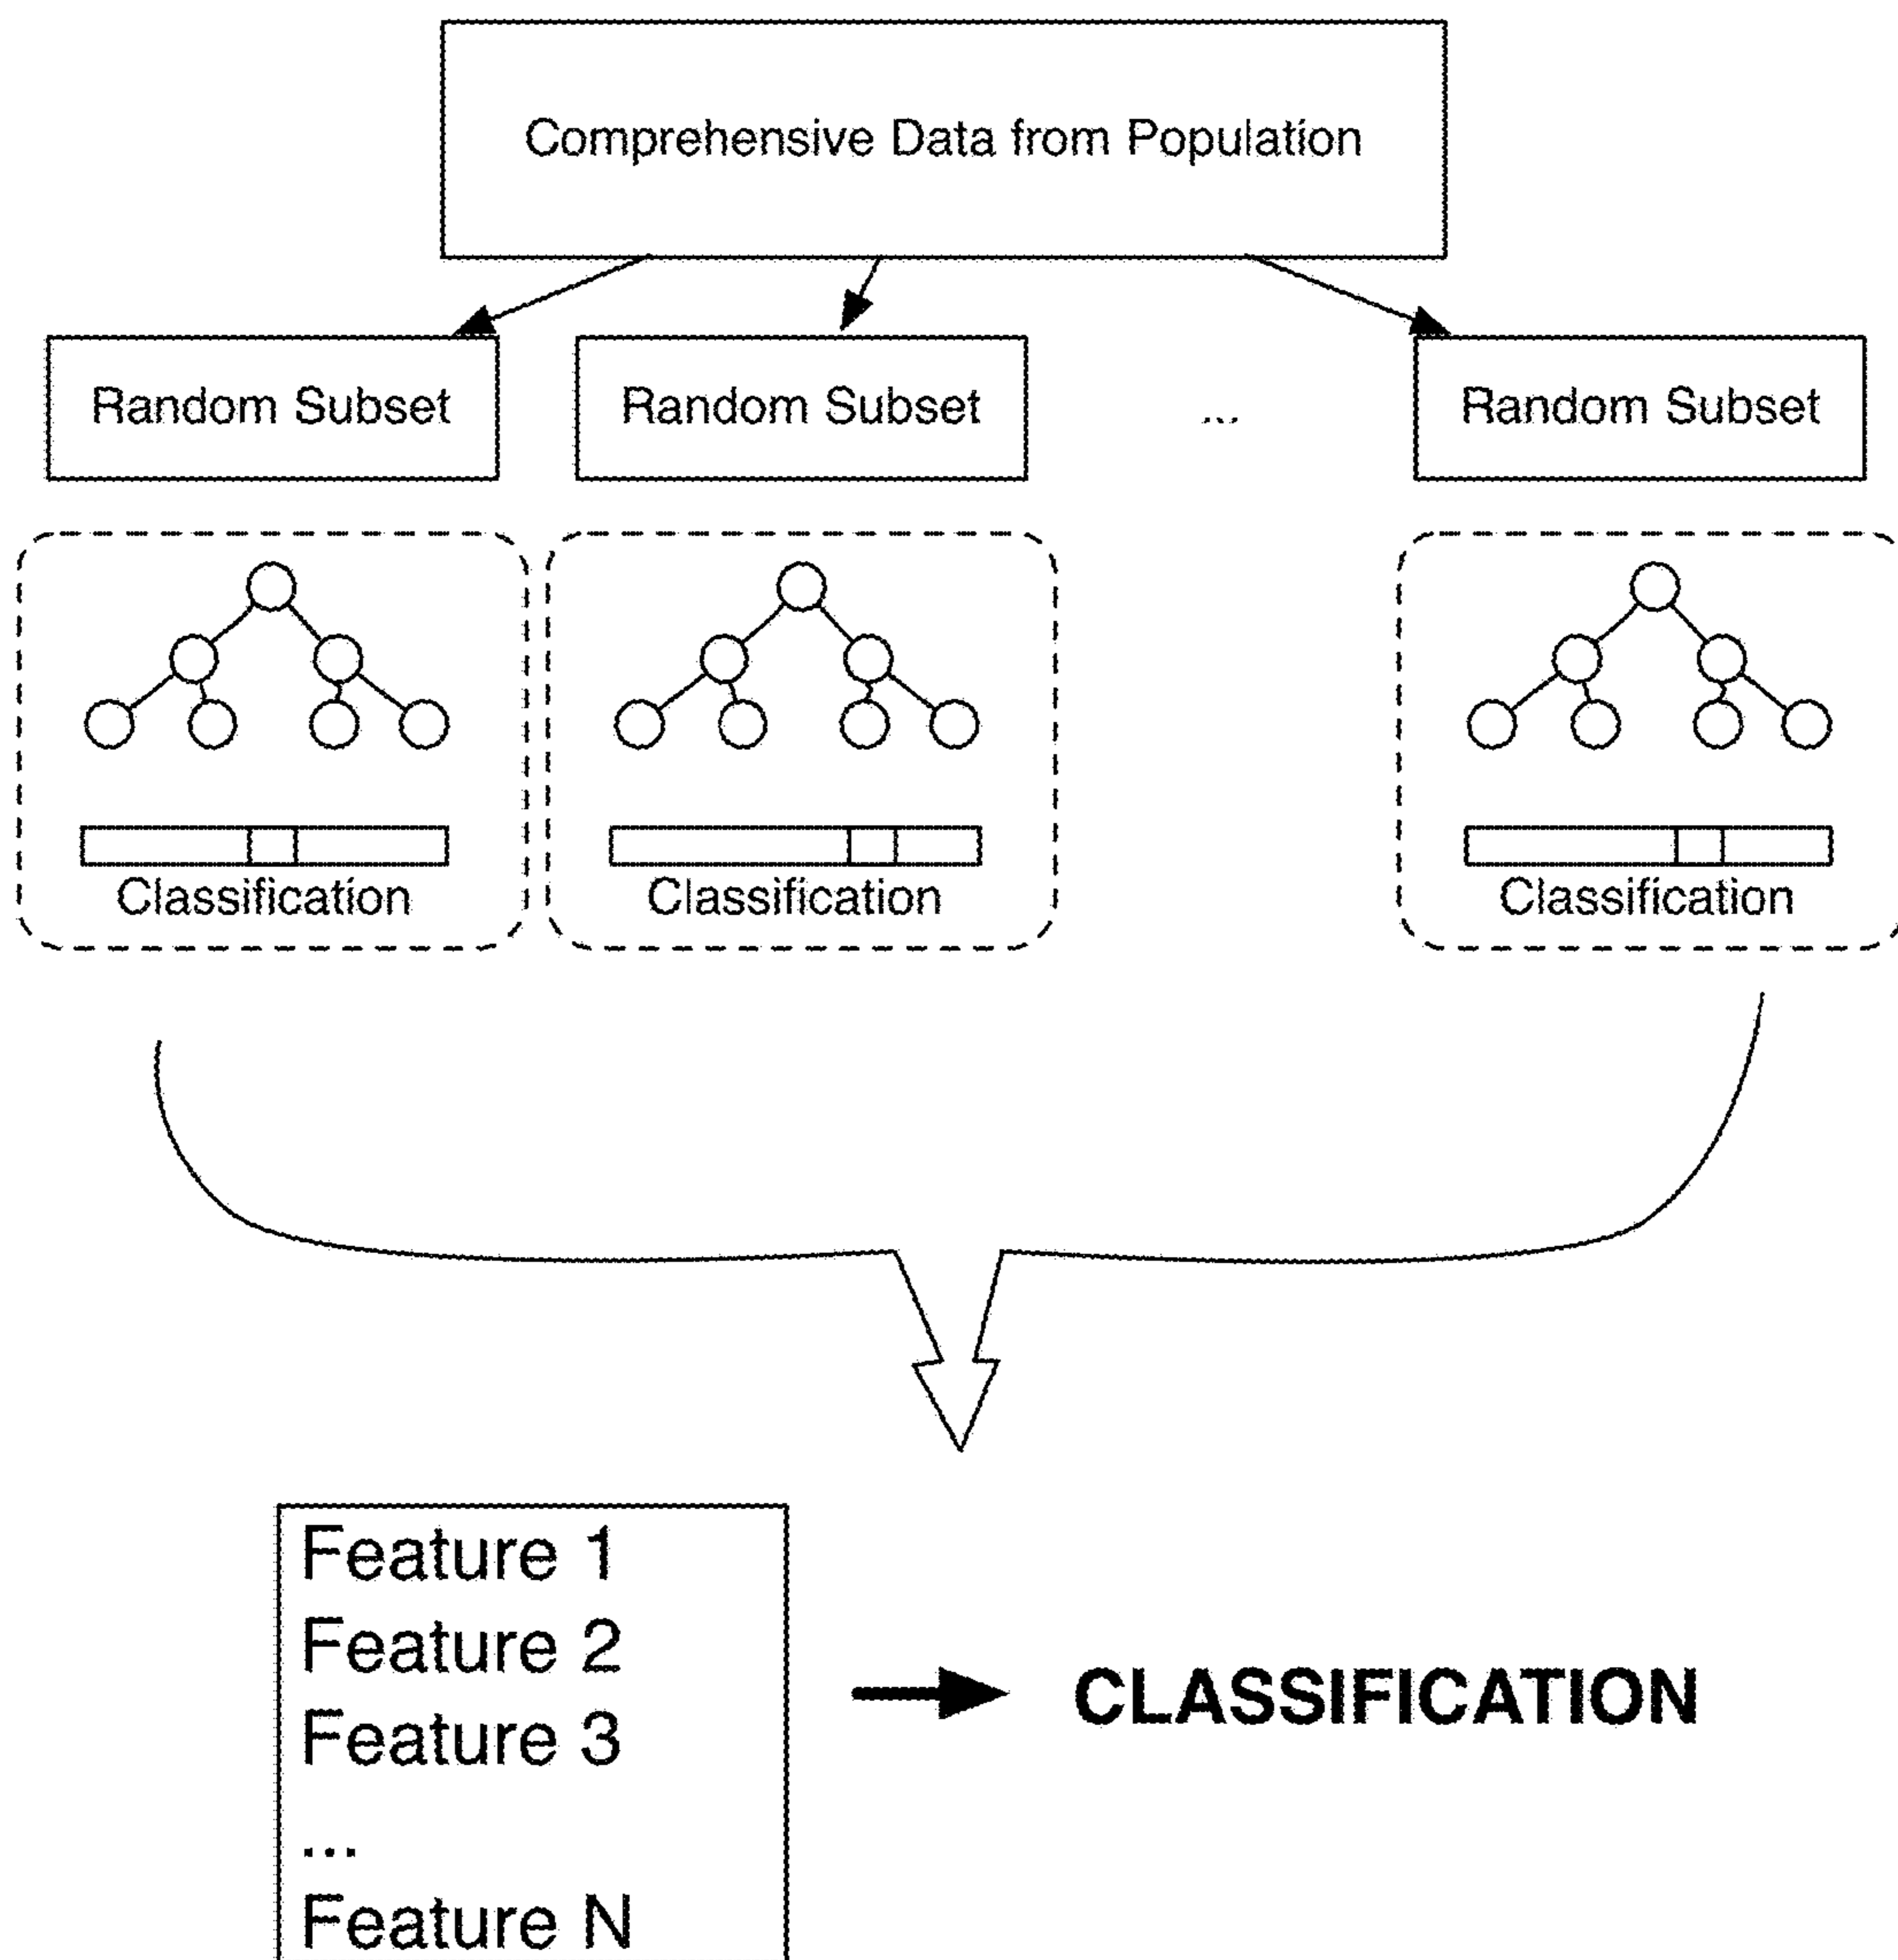 Comprehensive Data from Population
Random Subset
Random Subset
...
Random Subset
Classification
Classification
Classification
Feature 1
Feature 2
Feature 3
...
Feature N
CLASSIFICATION